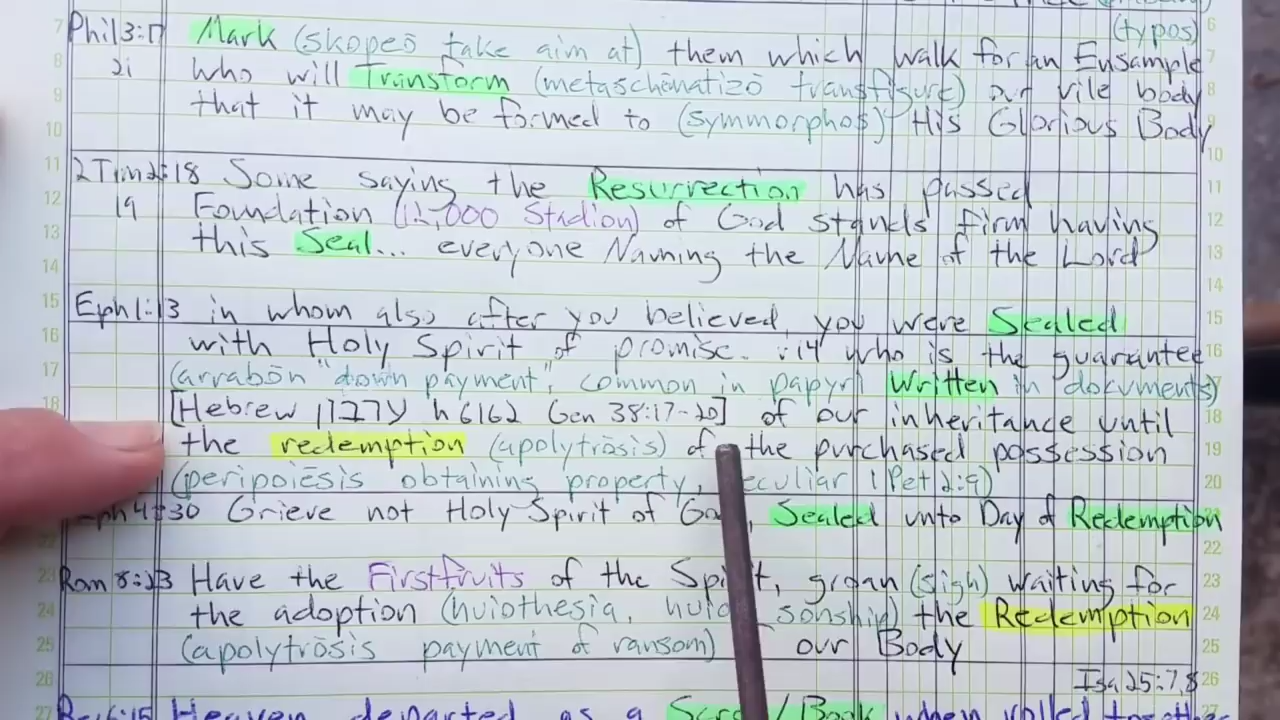 (typos)
Phil 3:17 Mark (skopeō take aim at) them which walk for an Ensample
21 who will Transform (metaschēmatizō transfigure) our vile body
that it may be formed to (symmorphos) His Glorious Body
2Tim 2:18 Some saying the Resurrection has passed
19 Foundation (12,000 Stadion) of God stands firm having
this Seal... everyone Naming the Name of the Lord
Eph 1:13 in whom also after you believed, you were Sealed
with Holy Spirit of promise. :14 who is the guarantee
(arrabōn "down payment", common in papyri Written in documents)
[Hebrew h6162 Gen 38:17-20] of our inheritance until
the redemption (apolytrōsis) of the purchased possession
(peripoiēsis obtaining property, peculiar 1 Pet 2:9)
Eph 4:30 Grieve not Holy Spirit of God, Sealed unto Day of Redemption
Rom 8:23 Have the Firstfruits of the Spirit, groan (sigh) waiting for
the adoption (huiothesia, sonship) the Redemption
(apolytrōsis payment of ransom) our Body
Isa 25:7,8
Rev 6:15 Heaven departed as a Scroll/Book when rolled together